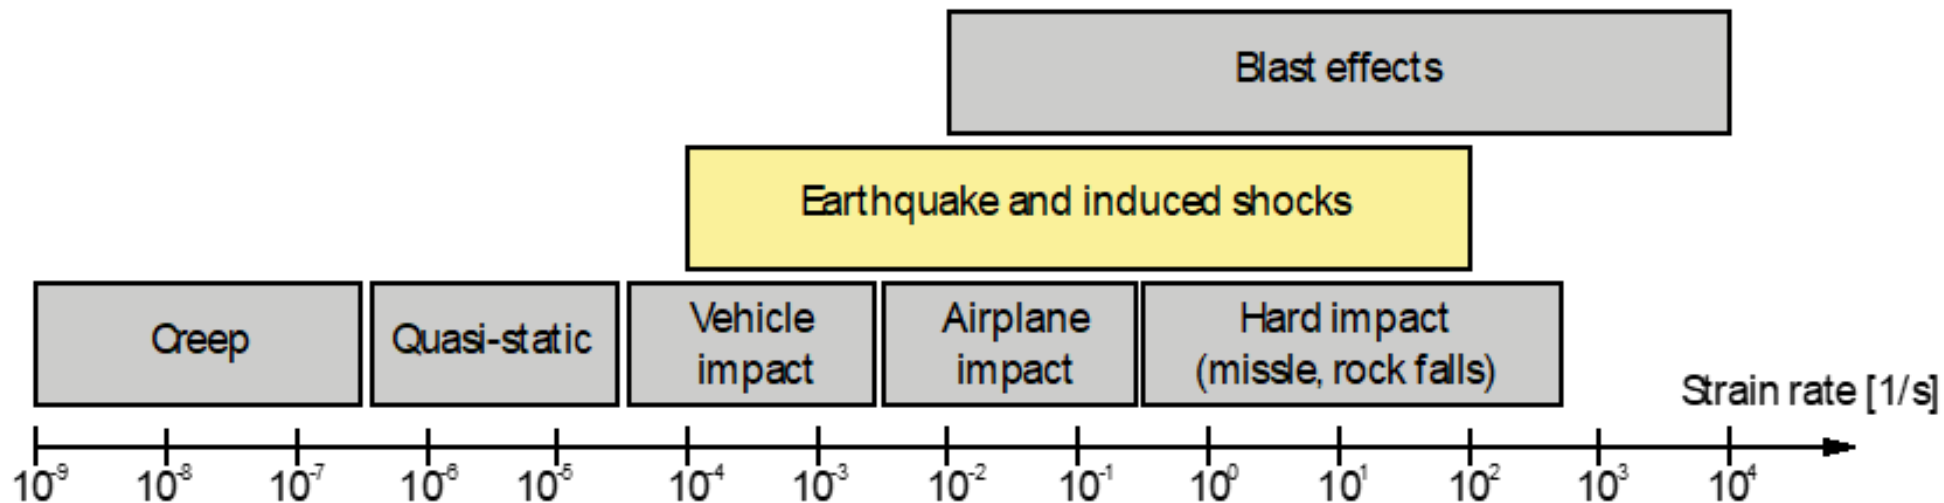 Blast effects
Earthquake and induced shocks
Creep
Quasi-static
Vehicle
impact
Airplane
impact
Hard impact
(missle, rock falls)
Strain rate [1/s]
10⁻⁹ 10⁻⁸ 10⁻⁷ 10⁻⁶ 10⁻⁵ 10⁻⁴ 10⁻³ 10⁻² 10⁻¹ 10⁰ 10¹ 10² 10³ 10⁴